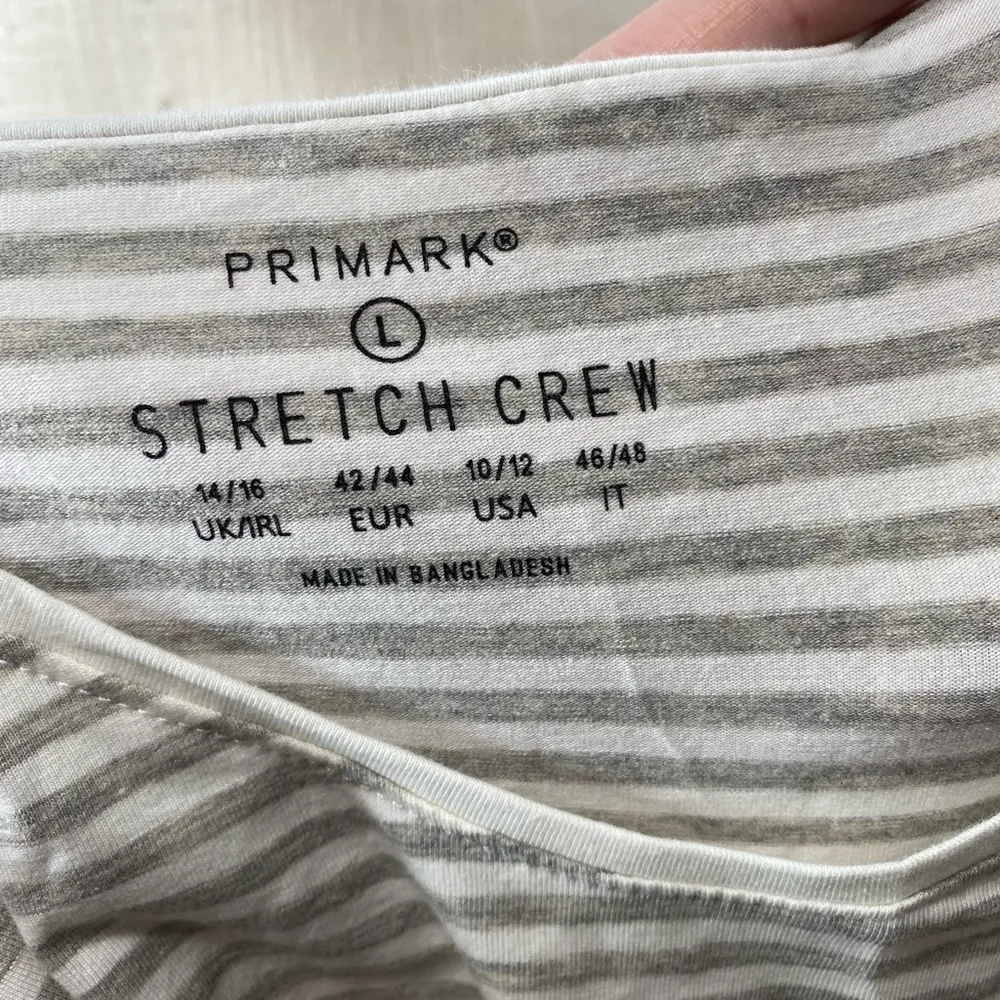 PRIMARK®
L
STRETCH CREW
14/16 42/44 10/12 46/48
UK/IRL EUR USA IT
MADE IN BANGLADESH